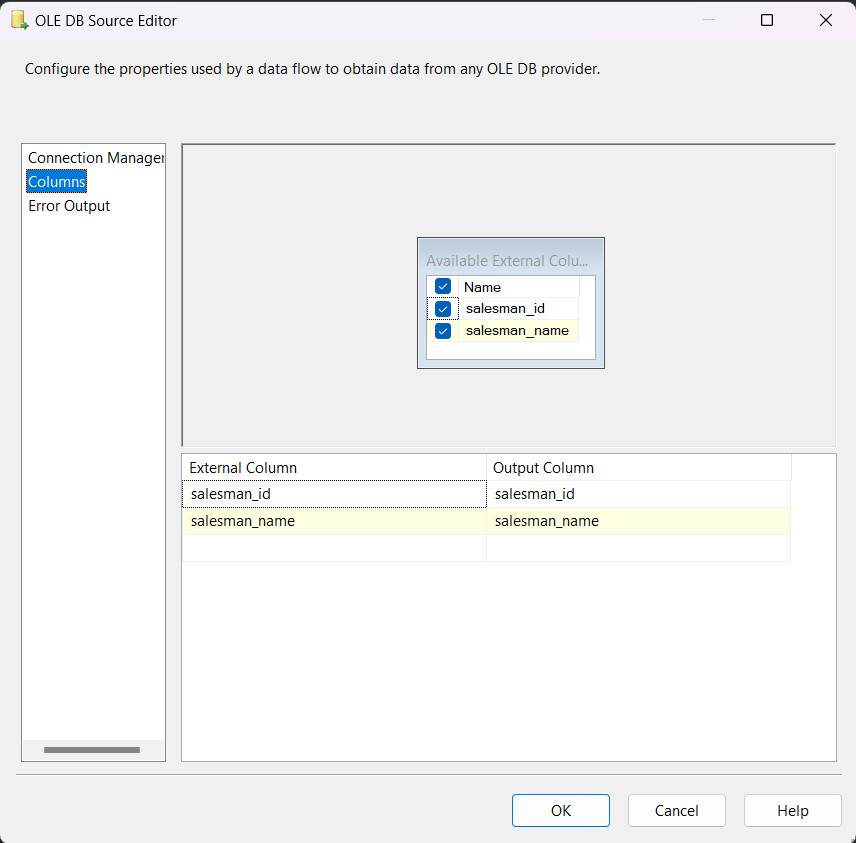 OLE DB Source Editor
Configure the properties used by a data flow to obtain data from any OLE DB provider.
Connection Manager
Columns
Error Output
Available External Colu...
Name
salesman_id
salesman_name
External Column Output Column
salesman_id salesman_id
salesman_name salesman_name
OK Cancel Help